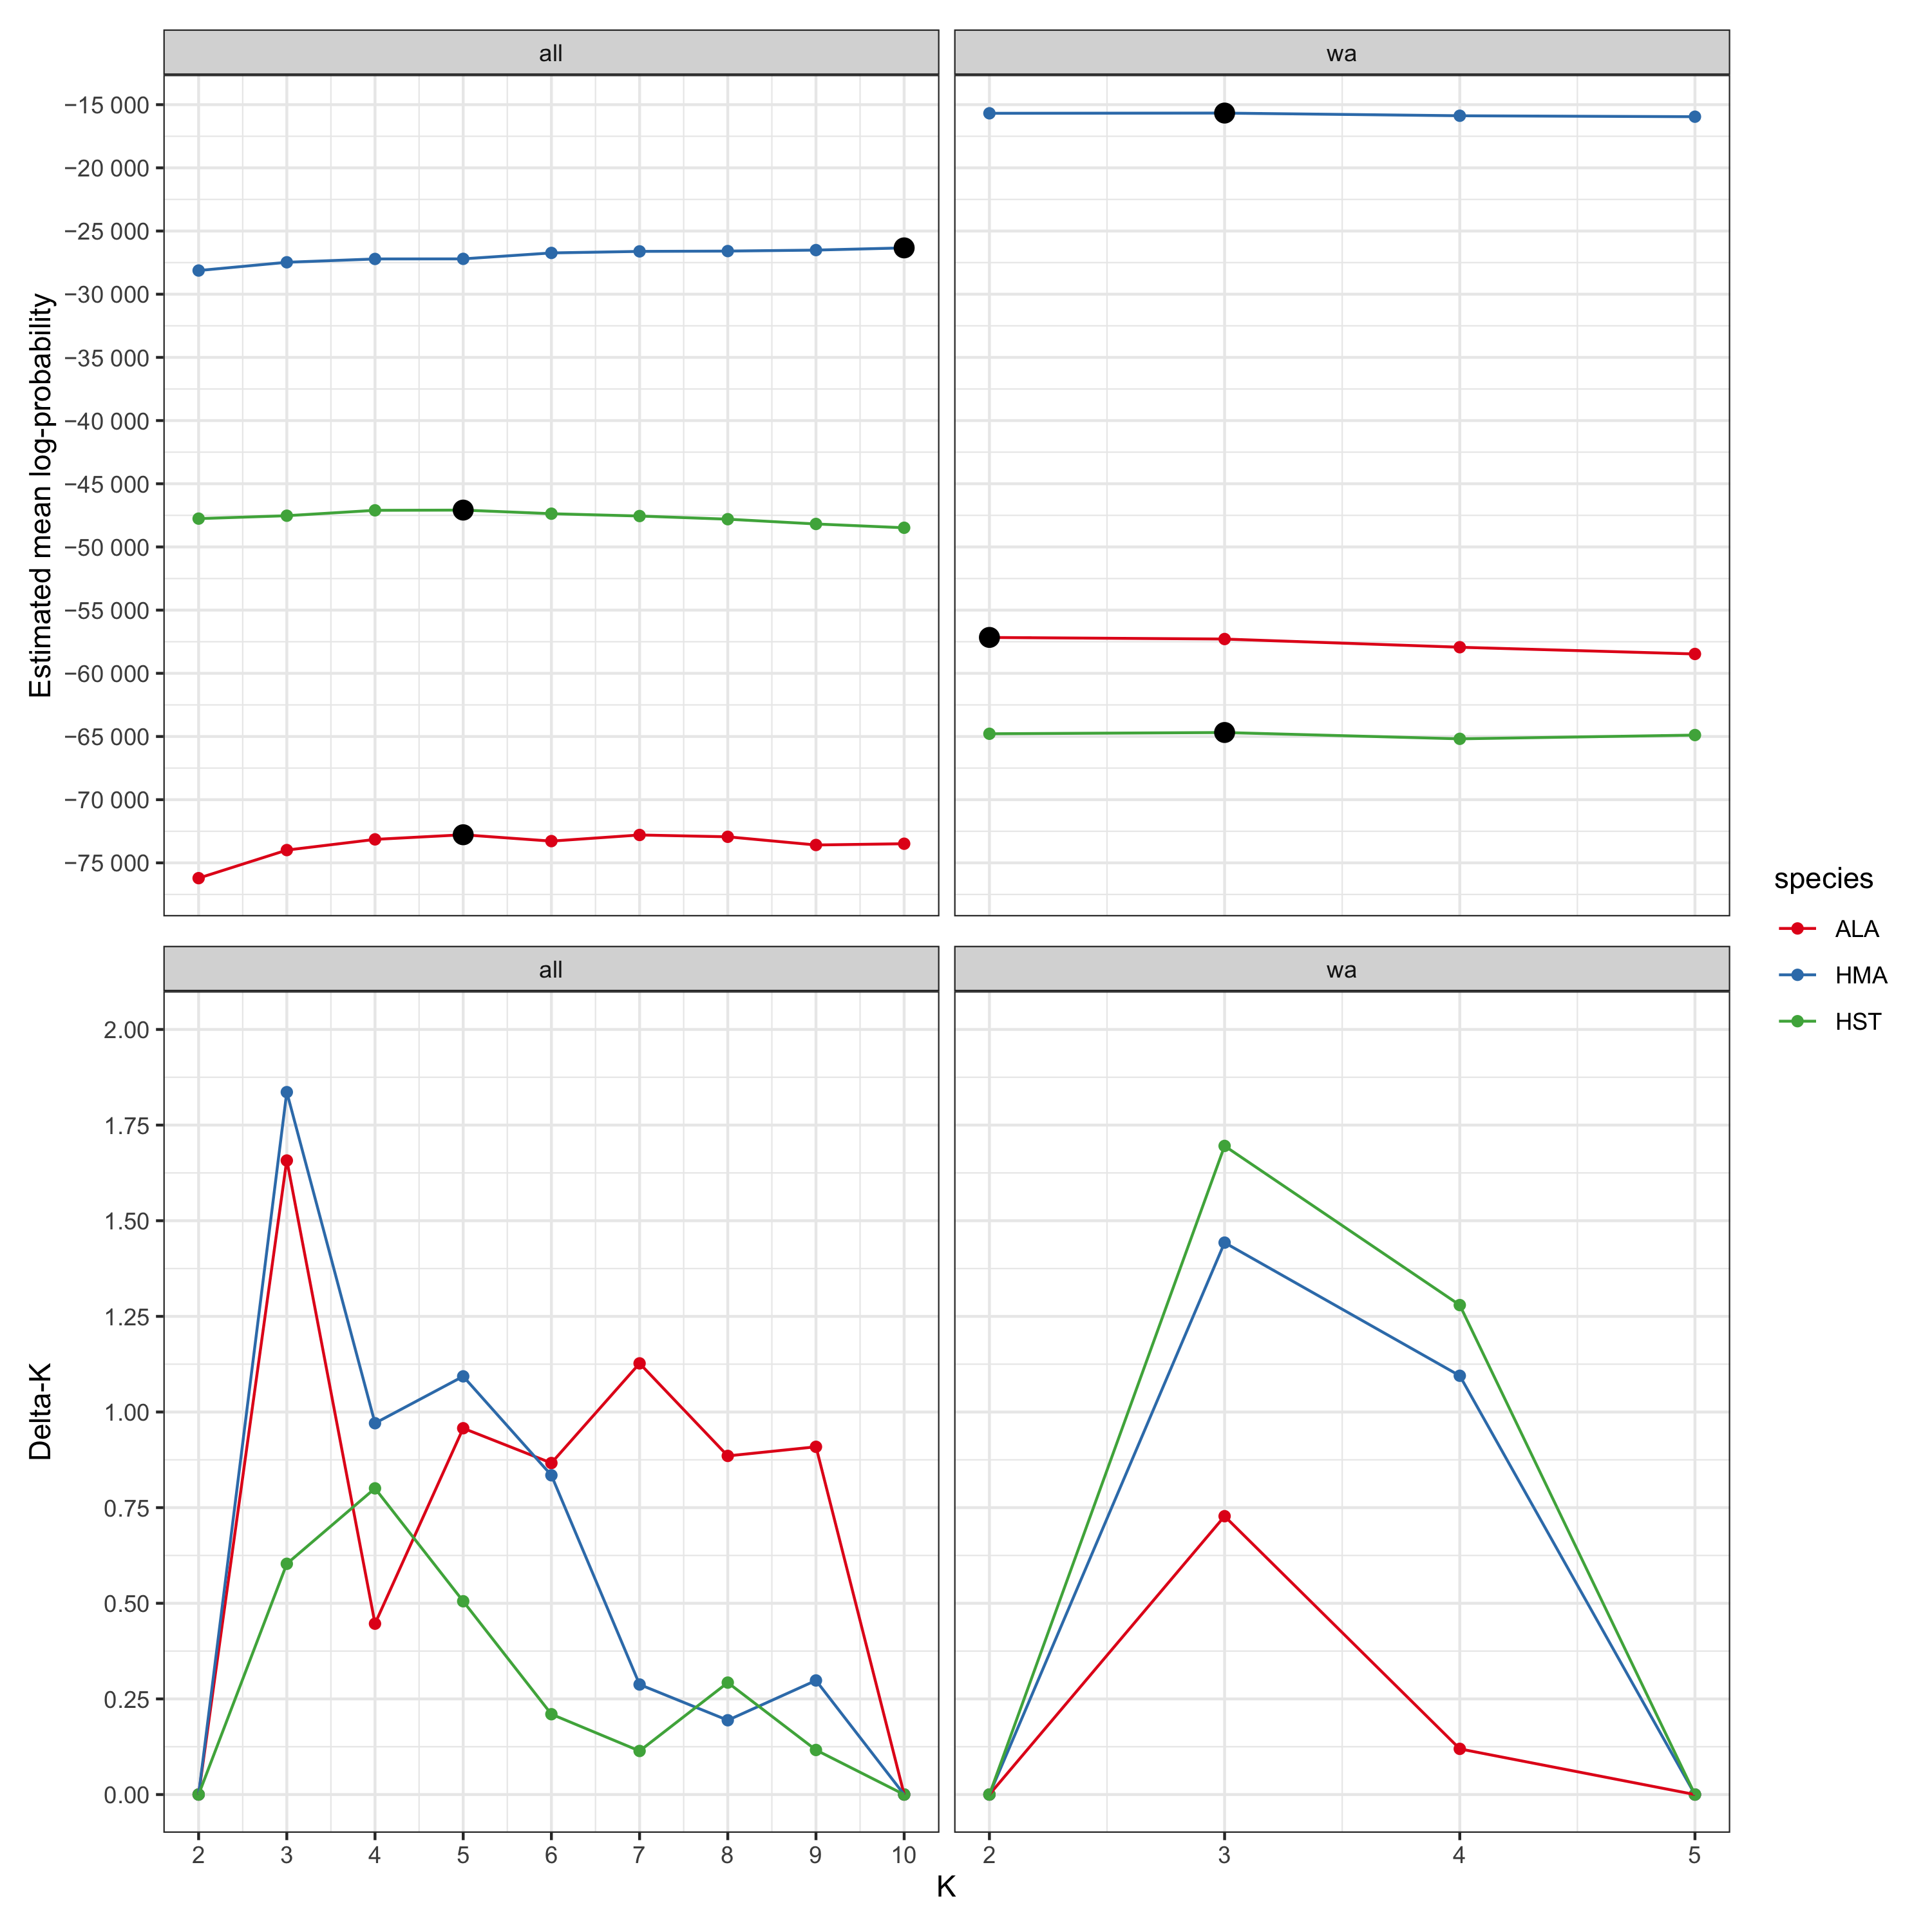 all
wa
Estimated mean log-probability
−15 000
−20 000
−25 000
−30 000
−35 000
−40 000
−45 000
−50 000
−55 000
−60 000
−65 000
−70 000
−75 000
species
ALA
HMA
HST
all
wa
Delta-K
2.00
1.75
1.50
1.25
1.00
0.75
0.50
0.25
0.00
2 3 4 5 6 7 8 9 10
2 3 4 5
K